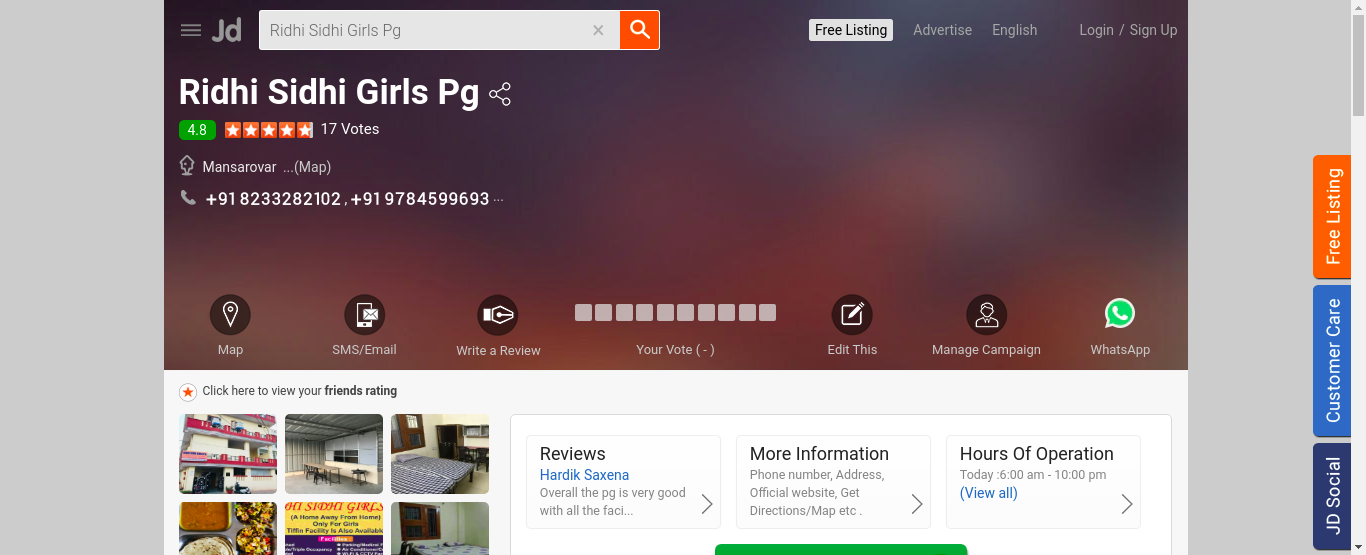 Jd
Ridhi Sidhi Girls Pg
Free Listing
Advertise
English
Login / Sign Up
Ridhi Sidhi Girls Pg
4.8
17 Votes
Mansarovar ...(Map)
+91 8233282102 , +91 9784599693 ...
Map
SMS/Email
Write a Review
Your Vote ( - )
Edit This
Manage Campaign
WhatsApp
Click here to view your friends rating
HI SIDHI GIRLS
(A Home Away From Home)
Only For Girls
Tiffin Facility Is Also Available
Facilities
Reviews
Hardik Saxena
Overall the pg is very good
with all the faci...
More Information
Phone number, Address,
Official website, Get
Directions/Map etc .
Hours Of Operation
Today :6:00 am - 10:00 pm
(View all)
Free Listing
Customer Care
JD Social